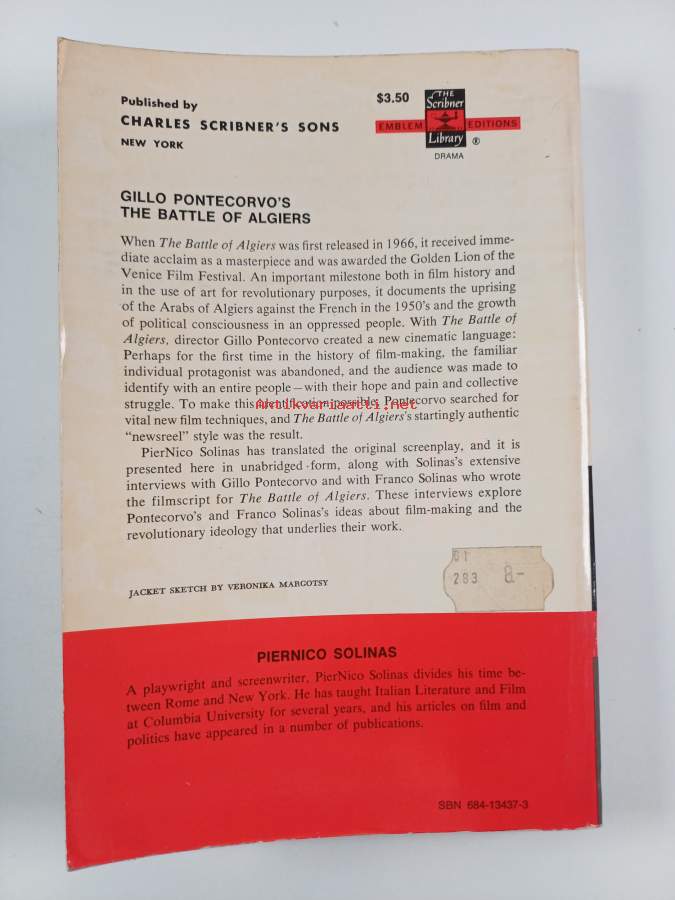 Published by
CHARLES SCRIBNER'S SONS
NEW YORK
$3.50
THE
Scribner
EMBLEM EDITIONS
Library ®
DRAMA
GILLO PONTECORVO'S
THE BATTLE OF ALGIERS
When The Battle of Algiers was first released in 1966, it received imme-
diate acclaim as a masterpiece and was awarded the Golden Lion of the
Venice Film Festival. An important milestone both in film history and
in the use of art for revolutionary purposes, it documents the uprising
of the Arabs of Algiers against the French in the 1950's and the growth
of political consciousness in an oppressed people. With The Battle of
Algiers, director Gillo Pontecorvo created a new cinematic language:
Perhaps for the first time in the history of film-making, the familiar
individual protagonist was abandoned, and the audience was made to
identify with an entire people—with their hope and pain and collective
struggle. To make this identification possible, Pontecorvo searched for
Antikvariaatti.net
vital new film techniques, and The Battle of Algiers's startingly authentic
"newsreel" style was the result.
PierNico Solinas has translated the original screenplay, and it is
presented here in unabridged form, along with Solinas's extensive
interviews with Gillo Pontecorvo and with Franco Solinas who wrote
the filmscript for The Battle of Algiers. These interviews explore
Pontecorvo's and Franco Solinas's ideas about film-making and the
revolutionary ideology that underlies their work.
JACKET SKETCH BY VERONIKA MARGOTSY
01
283 8-
PIERNICO SOLINAS
A playwright and screenwriter, PierNico Solinas divides his time be-
tween Rome and New York. He has taught Italian Literature and Film
at Columbia University for several years, and his articles on film and
politics have appeared in a number of publications.
SBN 684-13437-3